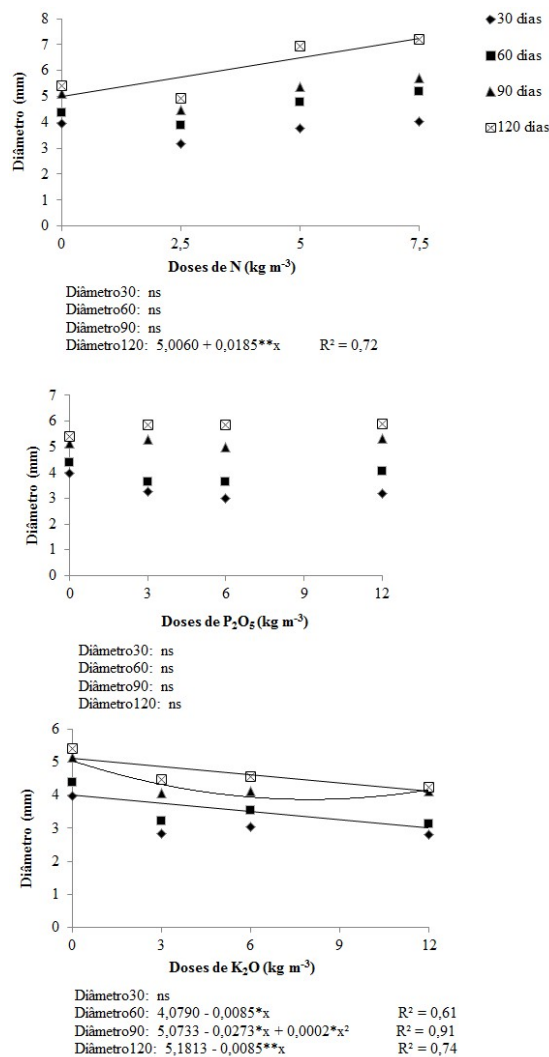 8
7
6
5
4
3
2
1
0
Diâmetro (mm)
0 2,5 5 7,5
Doses de N (kg m⁻³)
30 dias
60 dias
90 dias
120 dias
Diâmetro30: ns
Diâmetro60: ns
Diâmetro90: ns
Diâmetro120: 5,0060 + 0,0185**x R² = 0,72
7
6
5
4
3
2
1
0
Diâmetro (mm)
0 3 6 9 12
Doses de P₂O₅ (kg m⁻³)
Diâmetro30: ns
Diâmetro60: ns
Diâmetro90: ns
Diâmetro120: ns
6
5
4
3
2
1
0
Diâmetro (mm)
0 3 6 9 12
Doses de K₂O (kg m⁻³)
Diâmetro30: ns
Diâmetro60: 4,0790 - 0,0085*x R² = 0,61
Diâmetro90: 5,0733 - 0,0273*x + 0,0002*x² R² = 0,91
Diâmetro120: 5,1813 - 0,0085**x R² = 0,74